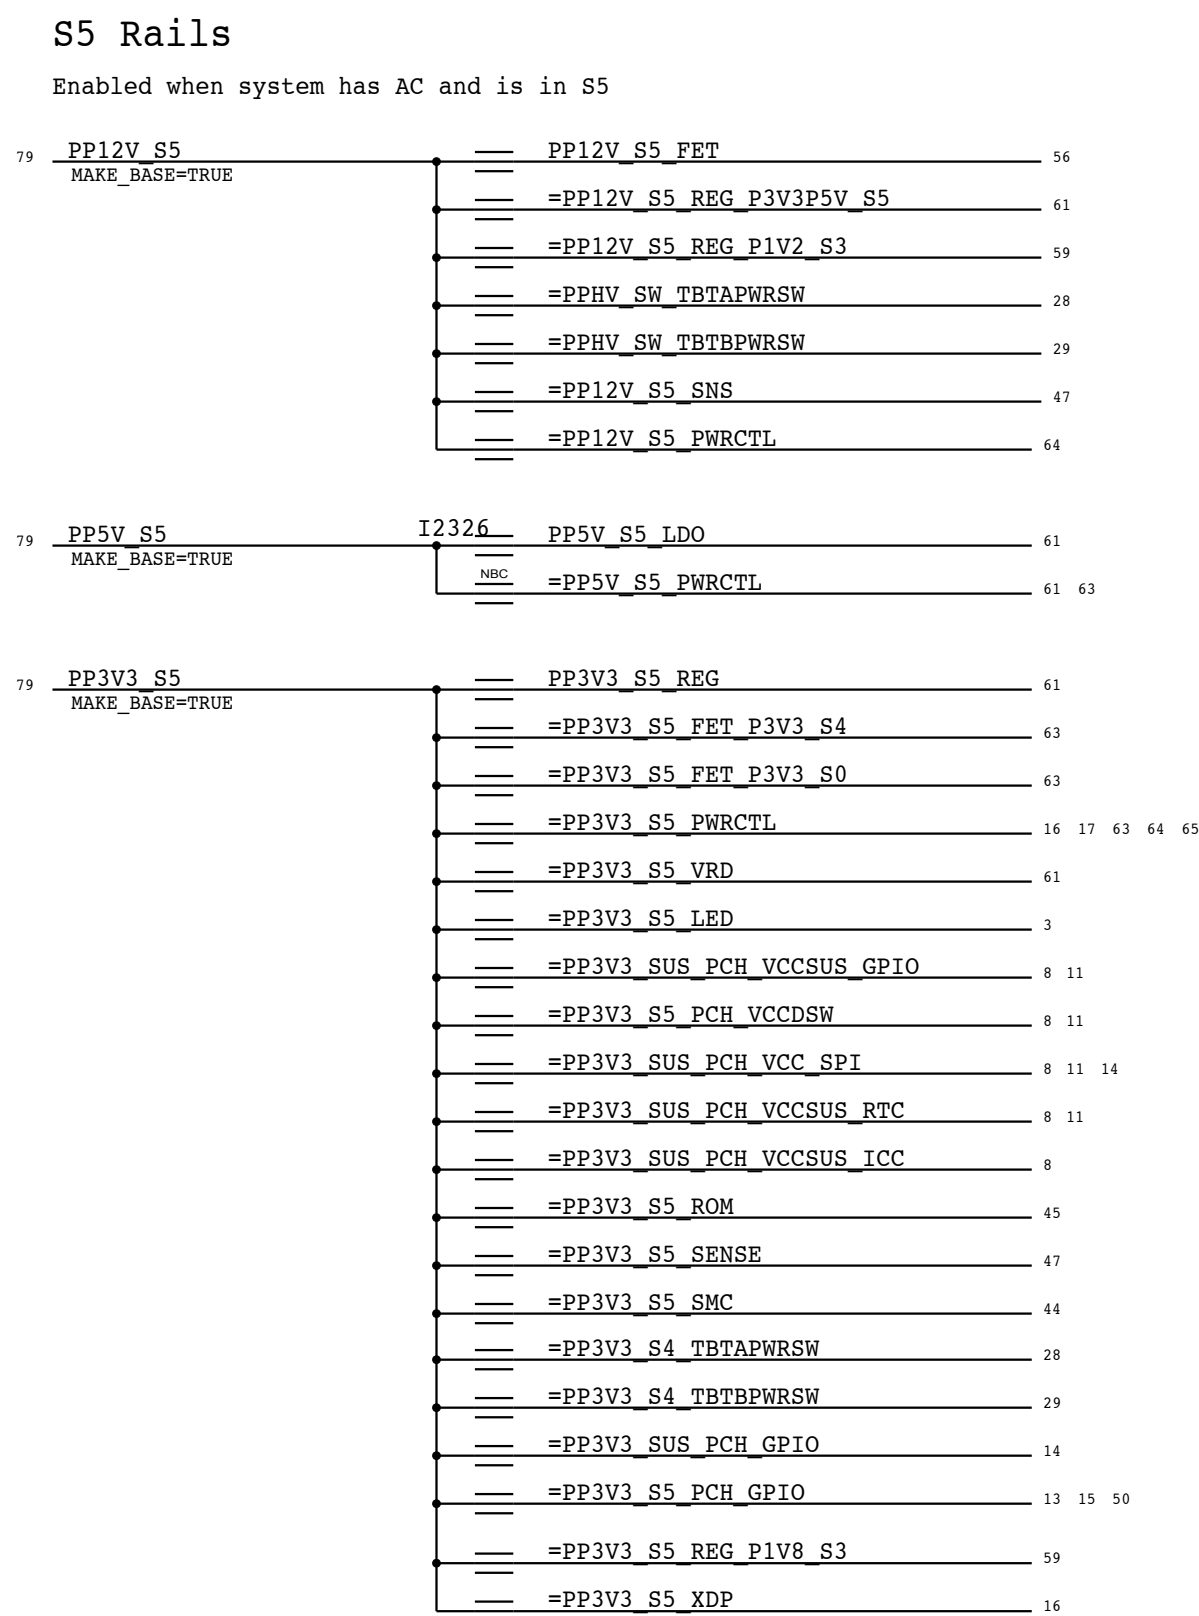 S5 Rails
Enabled when system has AC and is in S5
79 PP12V_S5 PP12V_S5_FET 56
MAKE_BASE=TRUE
=PP12V_S5_REG_P3V3P5V_S5 61
=PP12V_S5_REG_P1V2_S3 59
=PPHV_SW_TBTAPWRSW 28
=PPHV_SW_TBTBPWRSW 29
=PP12V_S5_SNS 47
=PP12V_S5_PWRCTL 64
I2326
79 PP5V_S5 PP5V_S5_LDO 61
MAKE_BASE=TRUE
NBC
=PP5V_S5_PWRCTL 61 63
79 PP3V3_S5 PP3V3_S5_REG 61
MAKE_BASE=TRUE
=PP3V3_S5_FET_P3V3_S4 63
=PP3V3_S5_FET_P3V3_S0 63
=PP3V3_S5_PWRCTL 16 17 63 64 65
=PP3V3_S5_VRD 61
=PP3V3_S5_LED 3
=PP3V3_SUS_PCH_VCCSUS_GPIO 8 11
=PP3V3_S5_PCH_VCCDSW 8 11
=PP3V3_SUS_PCH_VCC_SPI 8 11 14
=PP3V3_SUS_PCH_VCCSUS_RTC 8 11
=PP3V3_SUS_PCH_VCCSUS_ICC 8
=PP3V3_S5_ROM 45
=PP3V3_S5_SENSE 47
=PP3V3_S5_SMC 44
=PP3V3_S4_TBTAPWRSW 28
=PP3V3_S4_TBTBPWRSW 29
=PP3V3_SUS_PCH_GPIO 14
=PP3V3_S5_PCH_GPIO 13 15 50
=PP3V3_S5_REG_P1V8_S3 59
=PP3V3_S5_XDP 16